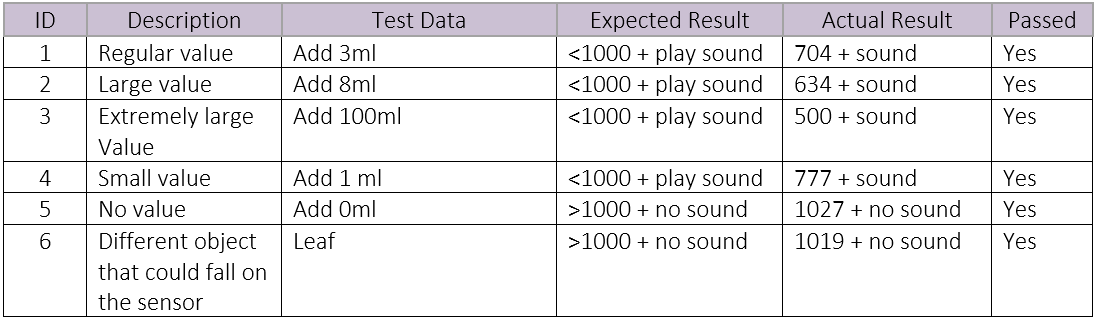 ID Description Test Data Expected Result Actual Result Passed
1 Regular value Add 3ml <1000 + play sound 704 + sound Yes
2 Large value Add 8ml <1000 + play sound 634 + sound Yes
3 Extremely large Add 100ml <1000 + play sound 500 + sound Yes
Value
4 Small value Add 1 ml <1000 + play sound 777 + sound Yes
5 No value Add 0ml >1000 + no sound 1027 + no sound Yes
6 Different object Leaf >1000 + no sound 1019 + no sound Yes
that could fall on
the sensor